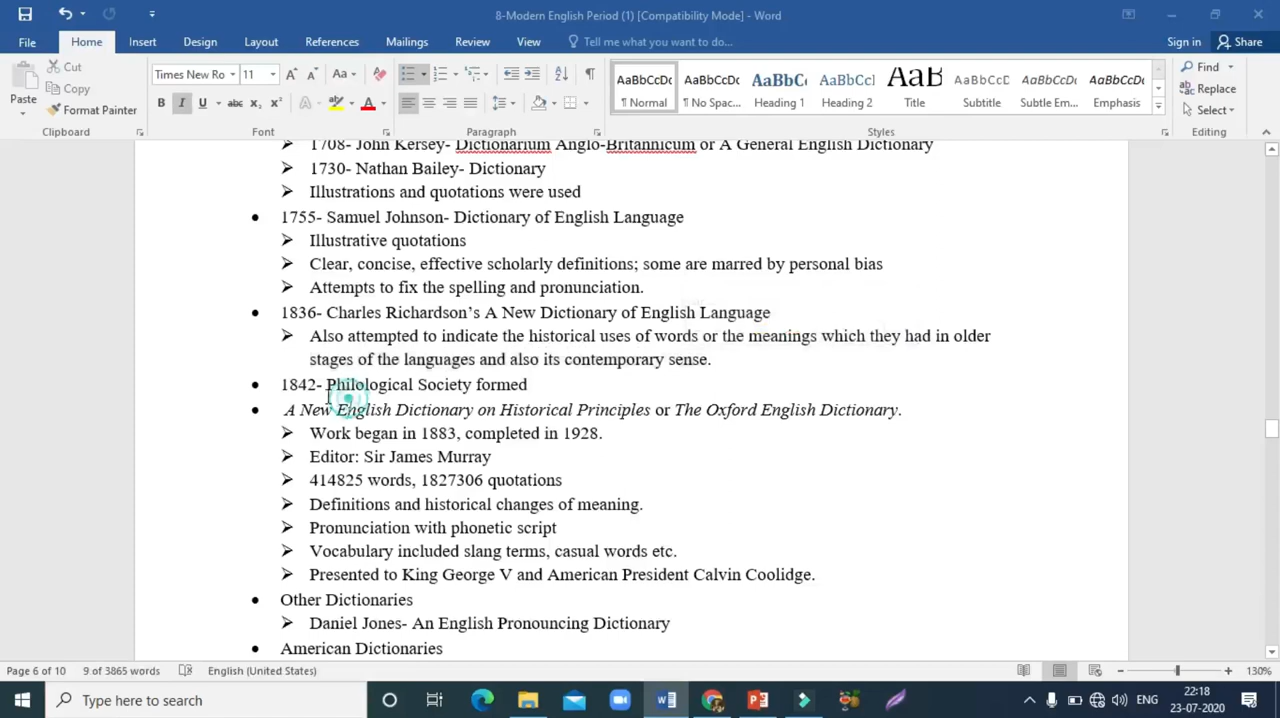 8-Modern English Period (1) [Compatibility Mode] - Word
File Home Insert Design Layout References Mailings Review View Tell me what you want to do... Sign in Share
Paste Cut Copy Format Painter Clipboard
Times New Ro 11 Aa
B I U abc x₂ x² A A Font
Paragraph
AaBbCcDc ¶ Normal
AaBbCcDc ¶ No Spac...
AaBbC Heading 1
AaBbCcl Heading 2
AaB Title
AaBbCcD Subtitle
AaBbCcDc Subtle Em...
AaBbCcDc Emphasis
Styles
Find Replace Select Editing
1708- John Kersey- Dictionarium Anglo-Britannicum or A General English Dictionary
1730- Nathan Bailey- Dictionary
Illustrations and quotations were used
1755- Samuel Johnson- Dictionary of English Language
Illustrative quotations
Clear, concise, effective scholarly definitions; some are marred by personal bias
Attempts to fix the spelling and pronunciation.
1836- Charles Richardson's A New Dictionary of English Language
Also attempted to indicate the historical uses of words or the meanings which they had in older
stages of the languages and also its contemporary sense.
1842- Philological Society formed
A New English Dictionary on Historical Principles or The Oxford English Dictionary.
Work began in 1883, completed in 1928.
Editor: Sir James Murray
414825 words, 1827306 quotations
Definitions and historical changes of meaning.
Pronunciation with phonetic script
Vocabulary included slang terms, casual words etc.
Presented to King George V and American President Calvin Coolidge.
Other Dictionaries
Daniel Jones- An English Pronouncing Dictionary
American Dictionaries
Page 6 of 10 9 of 3865 words English (United States) 130%
Type here to search ENG 22:18
23-07-2020